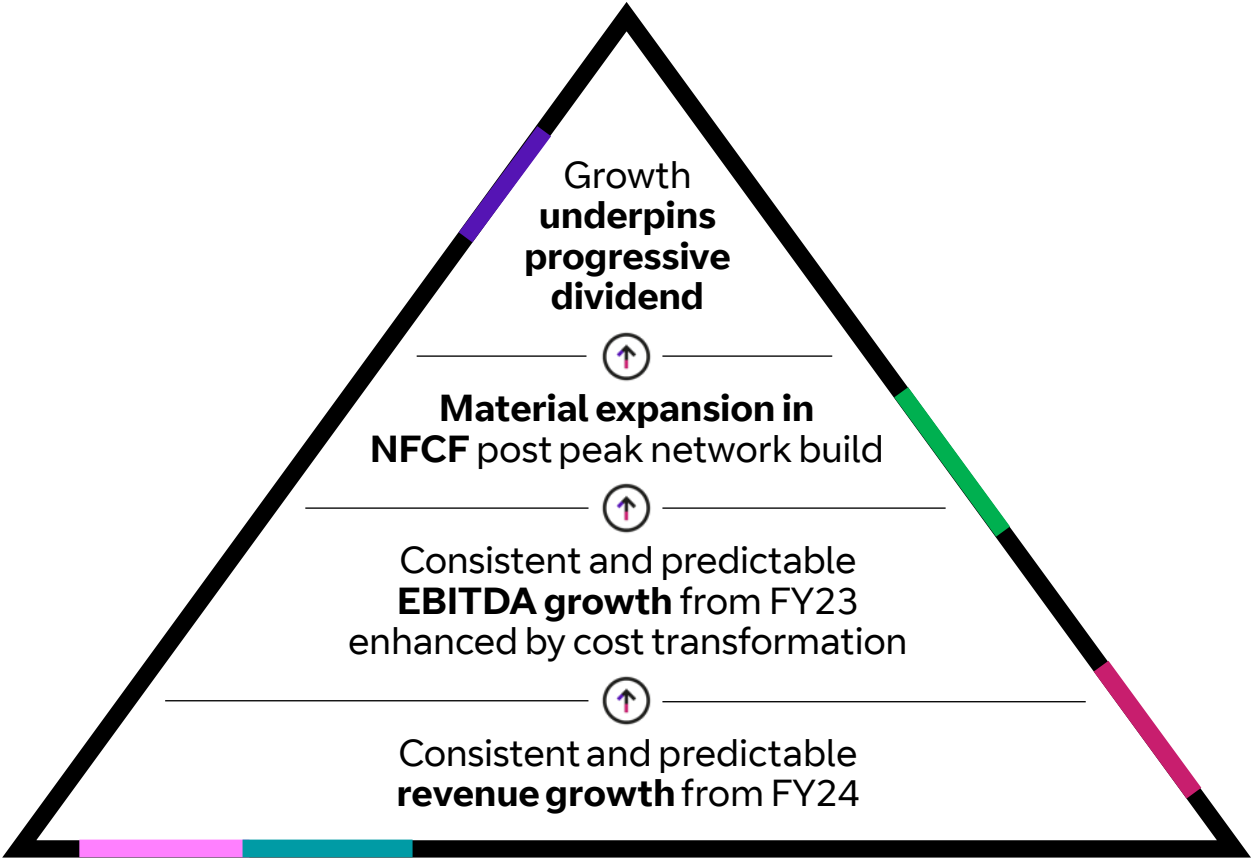 Growth
underpins
progressive
dividend
Material expansion in
NFCF post peak network build
Consistent and predictable
EBITDA growth from FY23
enhanced by cost transformation
Consistent and predictable
revenue growth from FY24